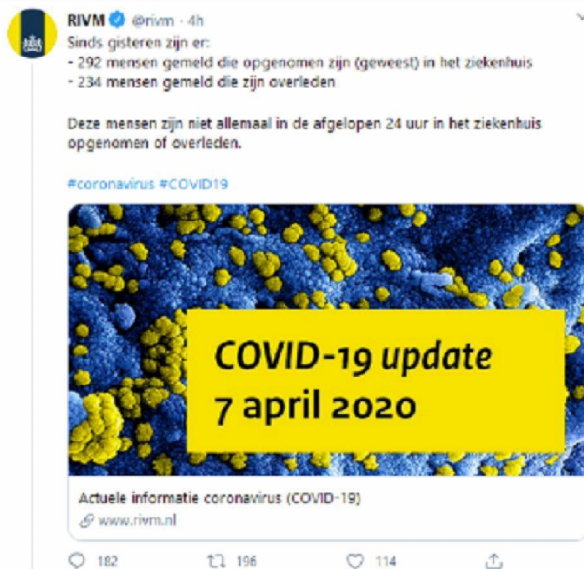 RIVM @rivm · 4h
Sinds gisteren zijn er:
- 292 mensen gemeld die opgenomen zijn (geweest) in het ziekenhuis
- 234 mensen gemeld die zijn overleden
Deze mensen zijn niet allemaal in de afgelopen 24 uur in het ziekenhuis
opgenomen of overleden.
#coronavirus #COVID19
COVID-19 update
7 april 2020
Actuele informatie coronavirus (COVID-19)
www.rivm.nl
182 196 114